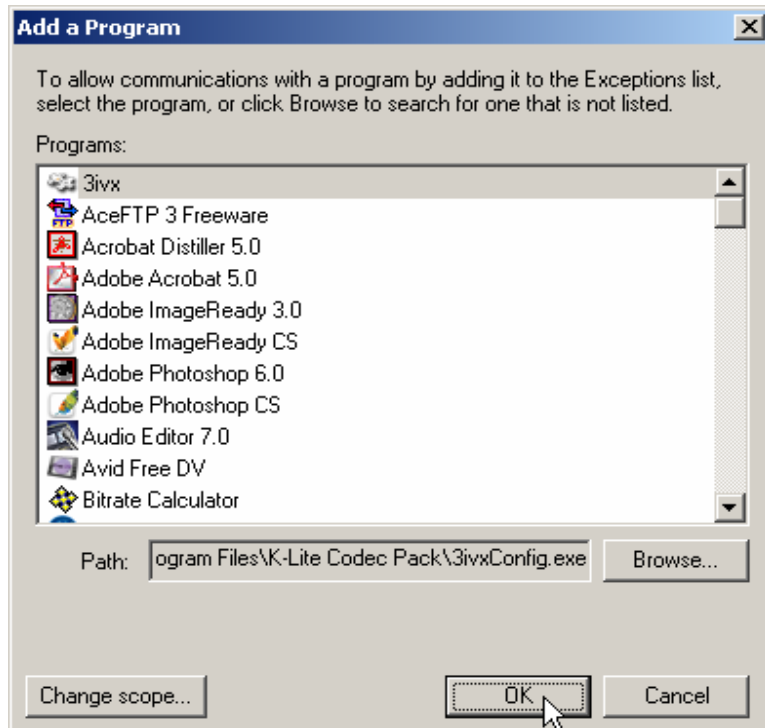 Add a Program
To allow communications with a program by adding it to the Exceptions list,
select the program, or click Browse to search for one that is not listed.
Programs:
3ivx
AceFTP 3 Freeware
Acrobat Distiller 5.0
Adobe Acrobat 5.0
Adobe ImageReady 3.0
Adobe ImageReady CS
Adobe Photoshop 6.0
Adobe Photoshop CS
Audio Editor 7.0
Avid Free DV
Bitrate Calculator
Path: ogram Files\K-Lite Codec Pack\3ivxConfig.exe Browse...
Change scope... OK Cancel